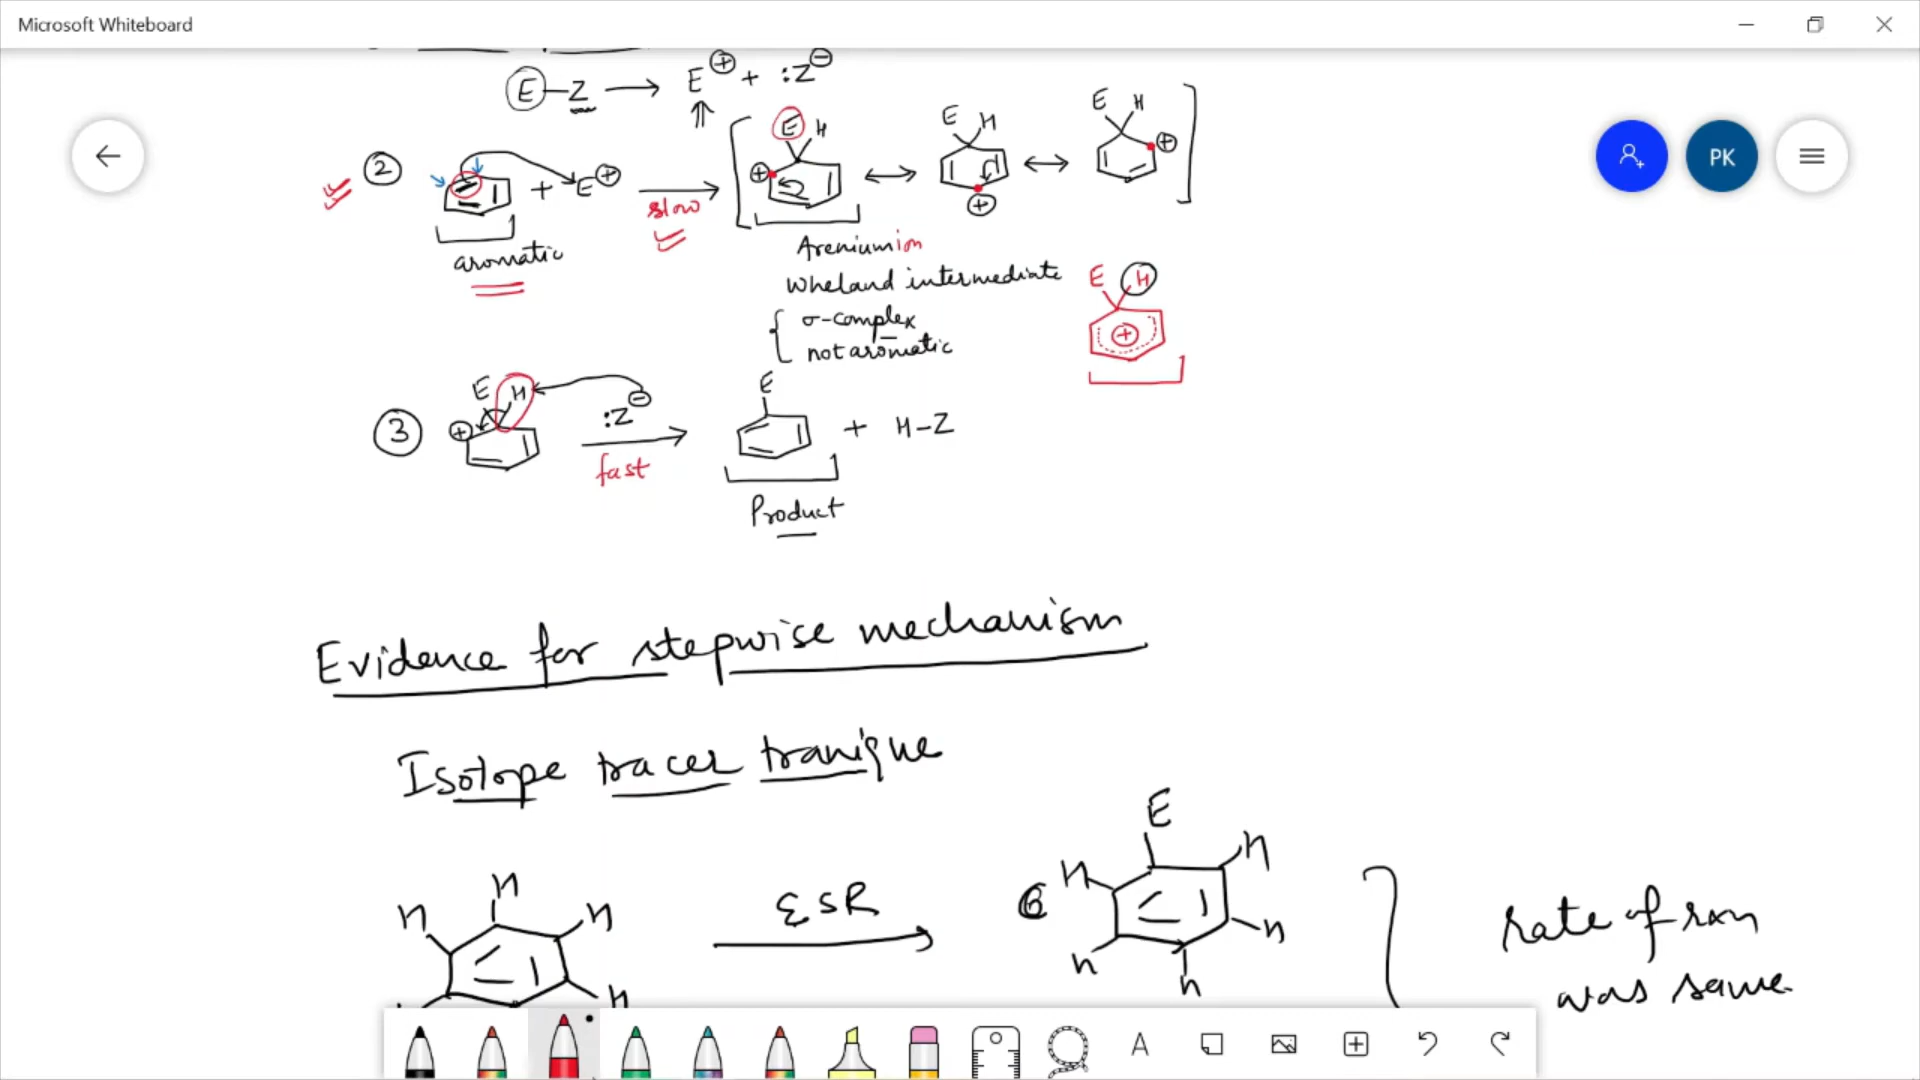 Microsoft Whiteboard
E—Z → E⊕ + :Z⊖
PK
② + E⊕ → [ ⊕ E H ↔ E H ⊕ ↔ E H ⊕ ]
slow
aromatic
Arenium ion
Wheland intermediate
σ-complex
not aromatic
E H ⊕
③ E H ⊕ :Z⊖ → E + H-Z
fast
Product
Evidence for stepwise mechanism
Isotope tracer tranique
E
H H H ESR H H
H H H
H
rate of rxn
was same
A